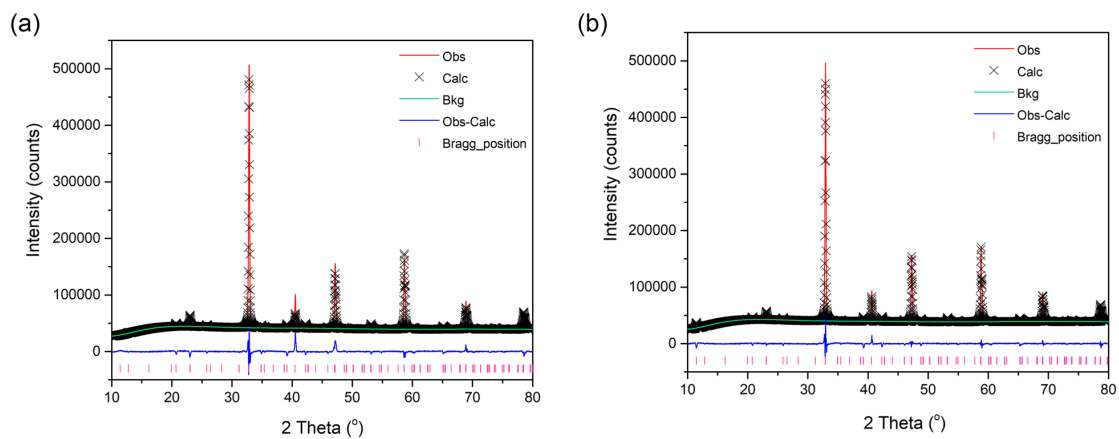 (a)
Obs
Calc
Bkg
Obs-Calc
Bragg_position
Intensity (counts)
500000
400000
300000
200000
100000
0
10 20 30 40 50 60 70 80
2 Theta (°)
(b)
Obs
Calc
Bkg
Obs-Calc
Bragg_position
Intensity (counts)
500000
400000
300000
200000
100000
0
10 20 30 40 50 60 70 80
2 Theta (°)